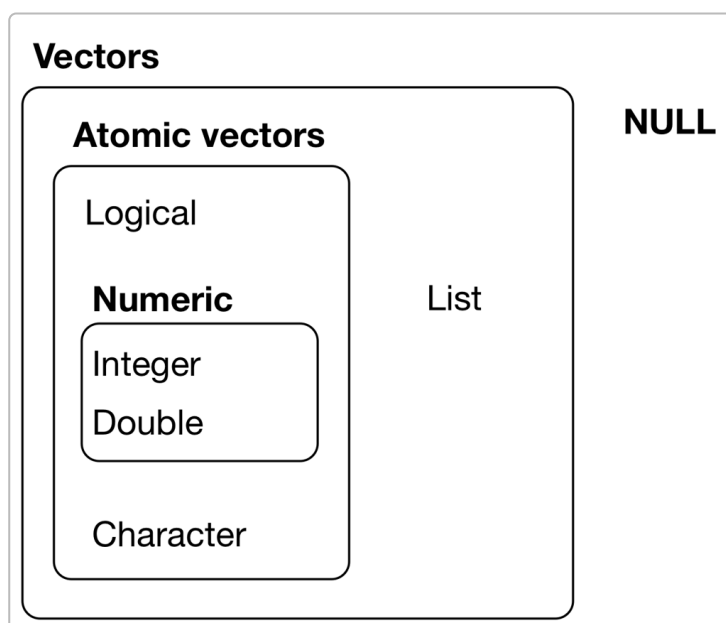 Vectors
NULL
Atomic vectors
Logical
Numeric
List
Integer
Double
Character